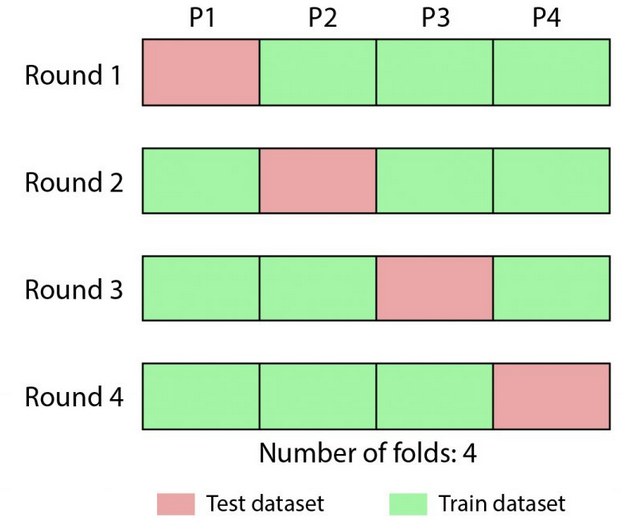 P1 P2 P3 P4
Round 1
Round 2
Round 3
Round 4
Number of folds: 4
Test dataset Train dataset